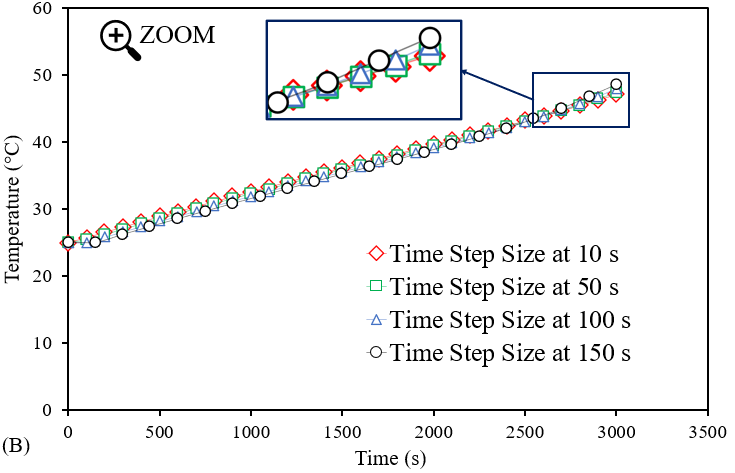 60
ZOOM
50
40
30
20
10
0
Temperature (°C)
Time Step Size at 10 s
Time Step Size at 50 s
Time Step Size at 100 s
Time Step Size at 150 s
0 500 1000 1500 2000 2500 3000 3500
(B)
Time (s)